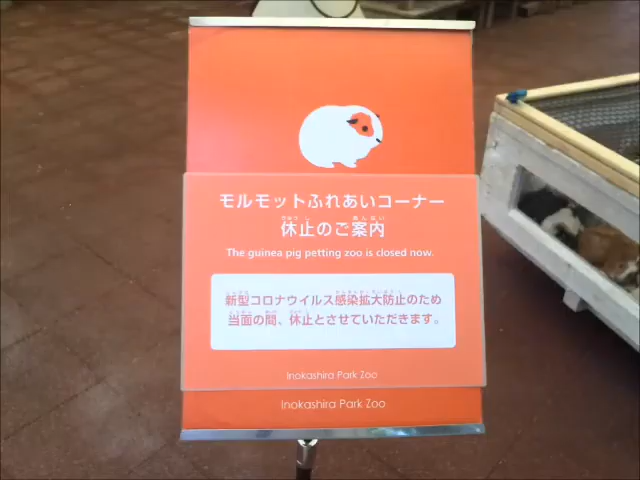 モルモットふれあいコーナー
休止のご案内
The guinea pig petting zoo is closed now.
新型コロナウイルス感染拡大防止のため
当面の間、休止とさせていただきます。
Inokashira Park Zoo
Inokashira Park Zoo